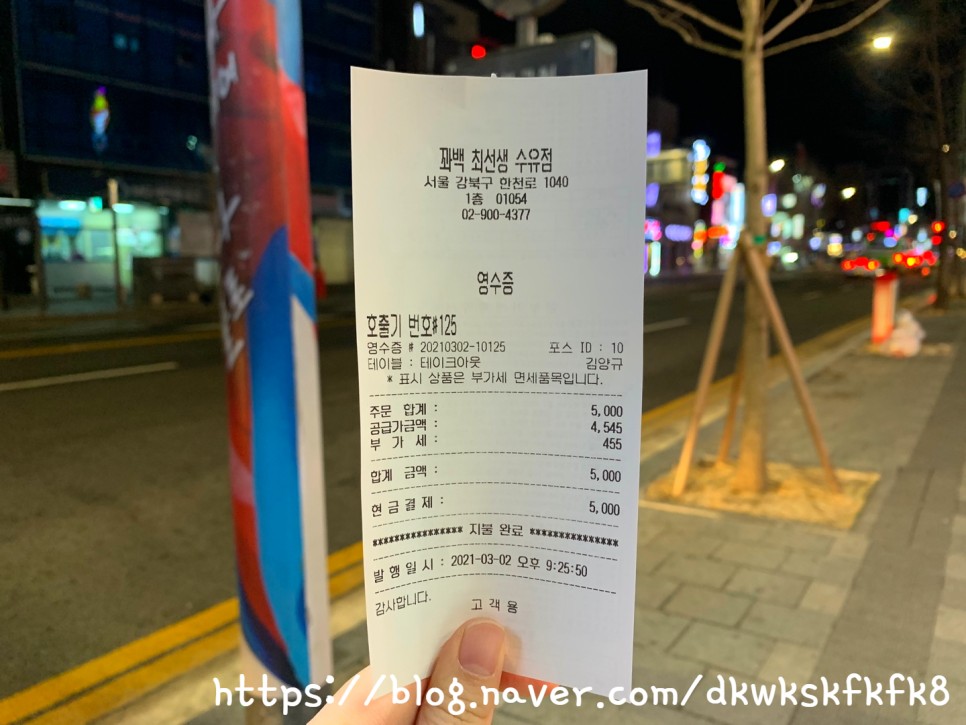 꽈백 최선생 수유점
서울 강북구 한천로 1040
1층 01054
02-900-4377
영수증
호출기 번호#125
영수증 # 20210302-10125 포스 ID : 10
테이블 : 테이크아웃 김양규
* 표시 상품은 부가세 면세품목입니다.
주문 합계 : 5,000
공급가금액 : 4,545
부 가 세 : 455
합계 금액 : 5,000
현 금 결 제 : 5,000
**************** 지불 완료 ****************
발 행 일 시 : 2021-03-02 오후 9:25:50
감사합니다.
고 객 용
https://blog.naver.com/dkwkskfkfk8